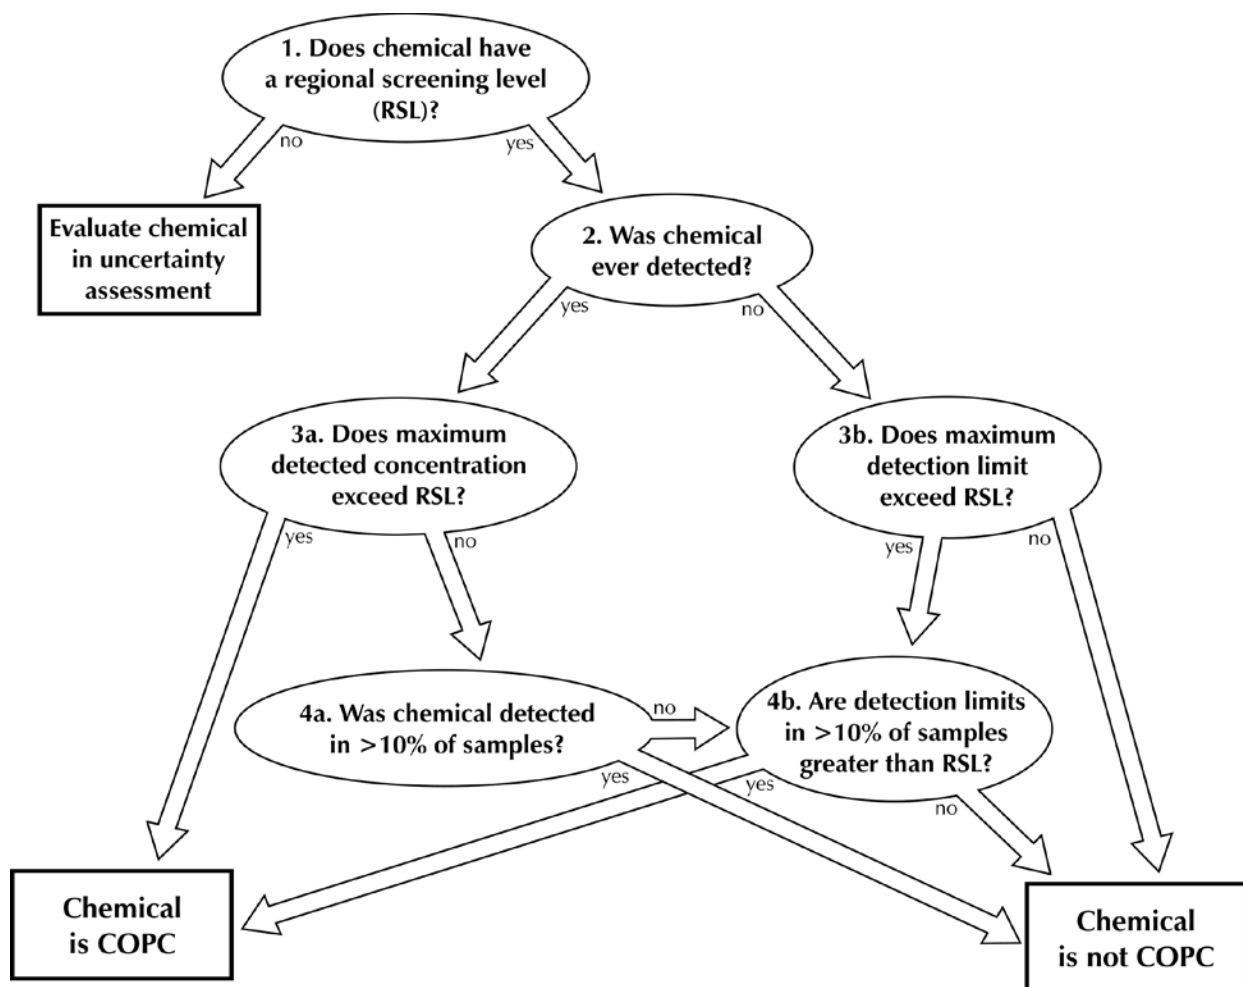 1. Does chemical have
a regional screening level
(RSL)?
no
yes
Evaluate chemical
in uncertainty
assessment
2. Was chemical
ever detected?
yes
no
3a. Does maximum
detected concentration
exceed RSL?
yes
no
3b. Does maximum
detection limit
exceed RSL?
yes
no
4a. Was chemical detected
in >10% of samples?
no
yes
4b. Are detection limits
in >10% of samples
greater than RSL?
yes
no
Chemical
is COPC
Chemical
is not COPC